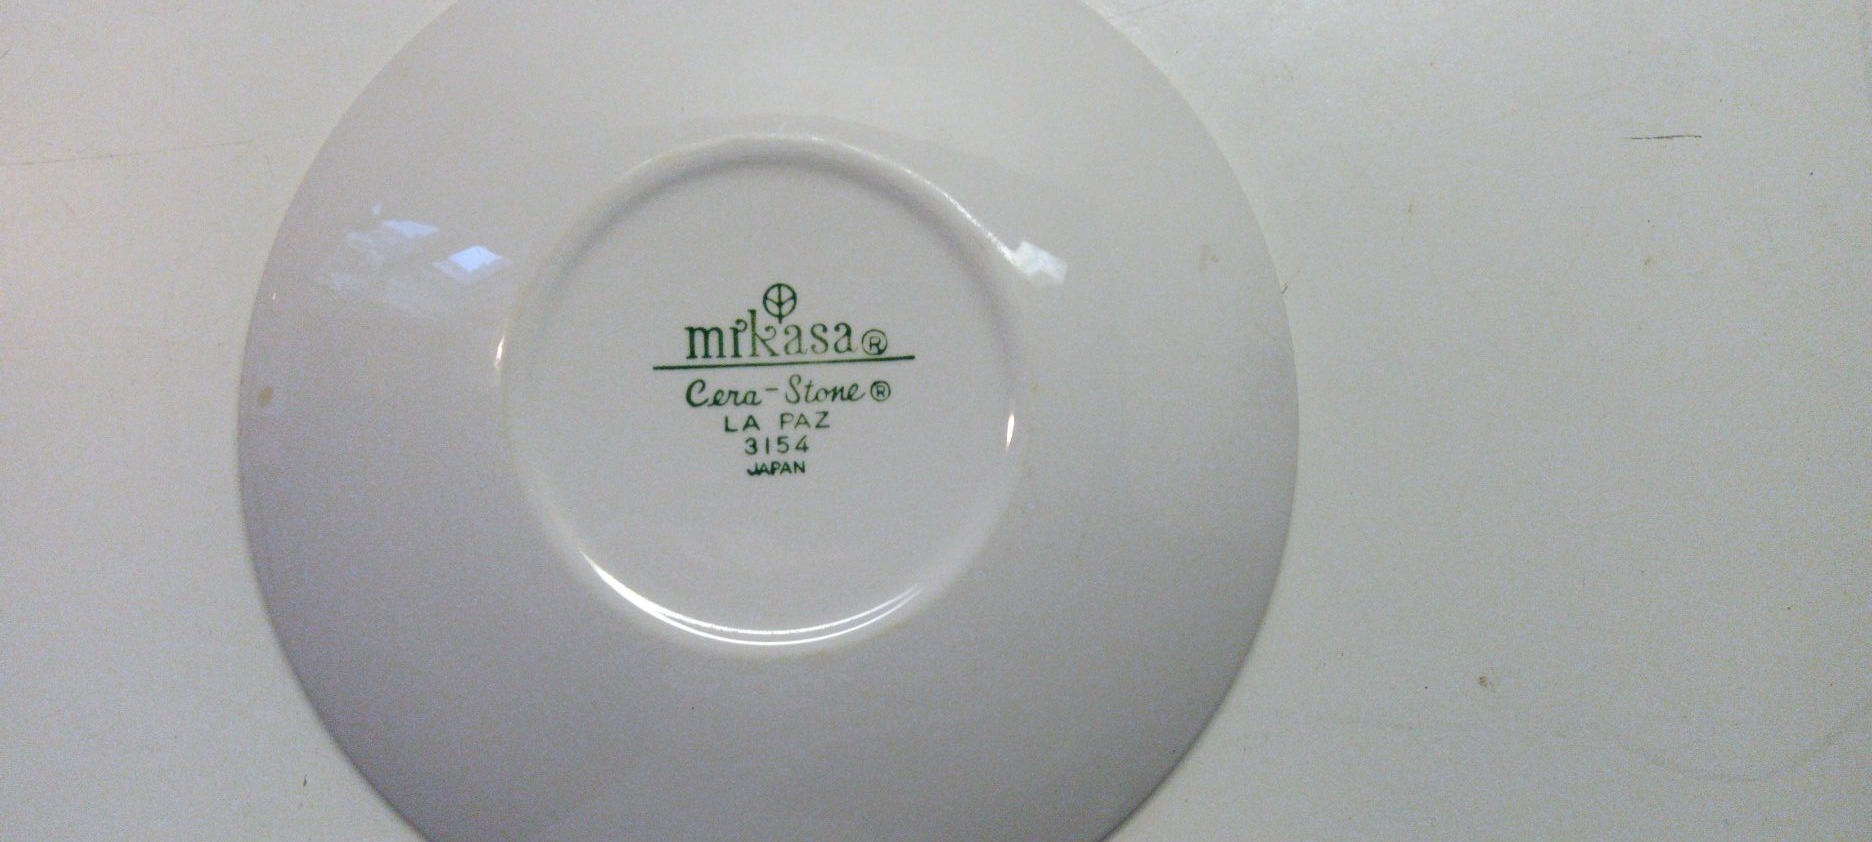 mikasa®
Cera-Stone®
LA PAZ
3154
JAPAN